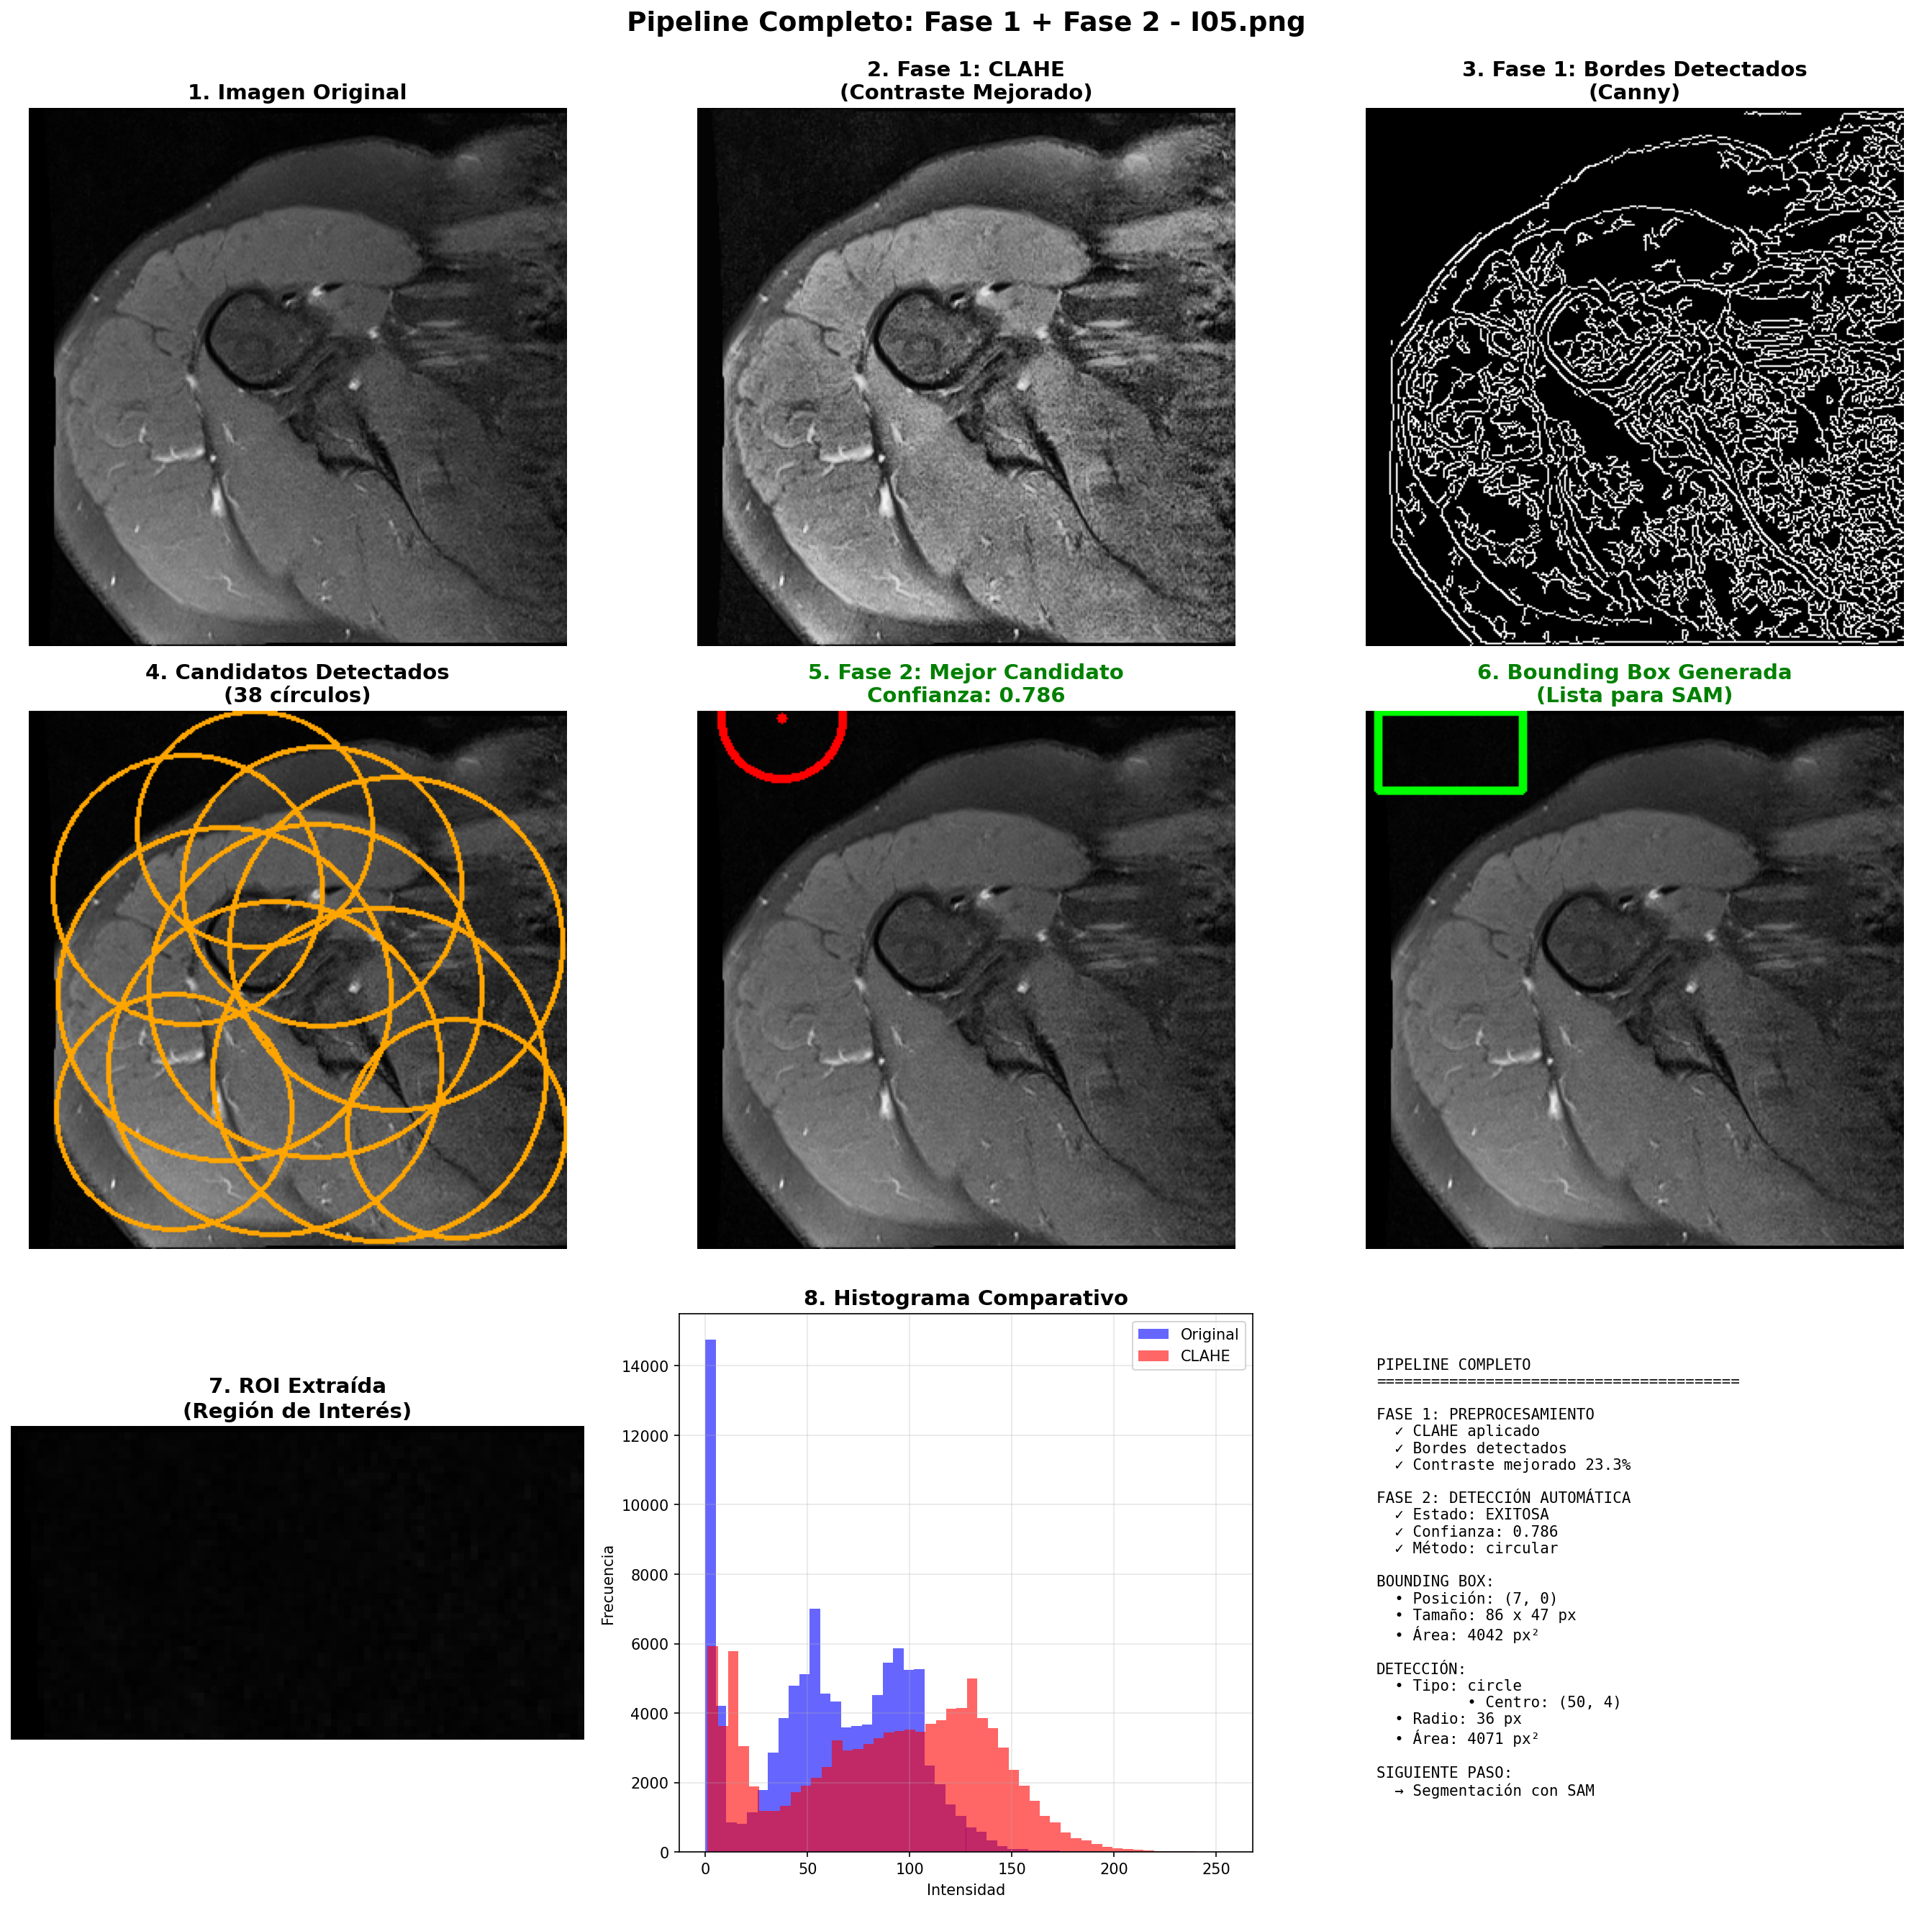 Pipeline Completo: Fase 1 + Fase 2 - I05.png
1. Imagen Original
2. Fase 1: CLAHE
(Contraste Mejorado)
3. Fase 1: Bordes Detectados
(Canny)
4. Candidatos Detectados
(38 círculos)
5. Fase 2: Mejor Candidato
Confianza: 0.786
6. Bounding Box Generada
(Lista para SAM)
7. ROI Extraída
(Región de Interés)
8. Histograma Comparativo
Original
CLAHE
14000
12000
10000
8000
6000
4000
2000
0
Frecuencia
0 50 100 150 200 250
Intensidad
PIPELINE COMPLETO
========================================
FASE 1: PREPROCESAMIENTO
✓ CLAHE aplicado
✓ Bordes detectados
✓ Contraste mejorado 23.3%
FASE 2: DETECCIÓN AUTOMÁTICA
✓ Estado: EXITOSA
✓ Confianza: 0.786
✓ Método: circular
BOUNDING BOX:
• Posición: (7, 0)
• Tamaño: 86 x 47 px
• Área: 4042 px²
DETECCIÓN:
• Tipo: circle
• Centro: (50, 4)
• Radio: 36 px
• Área: 4071 px²
SIGUIENTE PASO:
→ Segmentación con SAM